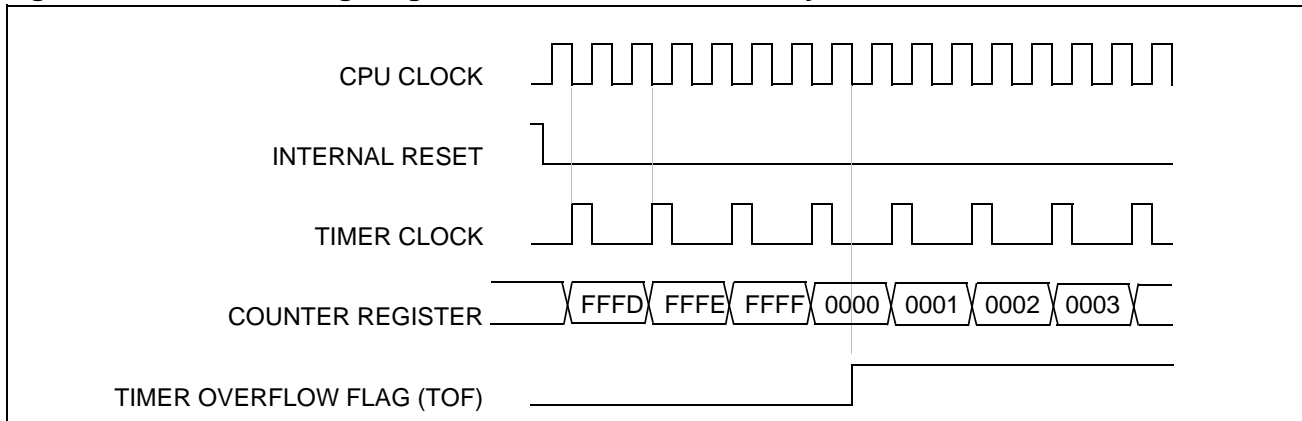 CPU CLOCK
INTERNAL RESET
TIMER CLOCK
COUNTER REGISTER FFFD FFFE FFFF 0000 0001 0002 0003
TIMER OVERFLOW FLAG (TOF)